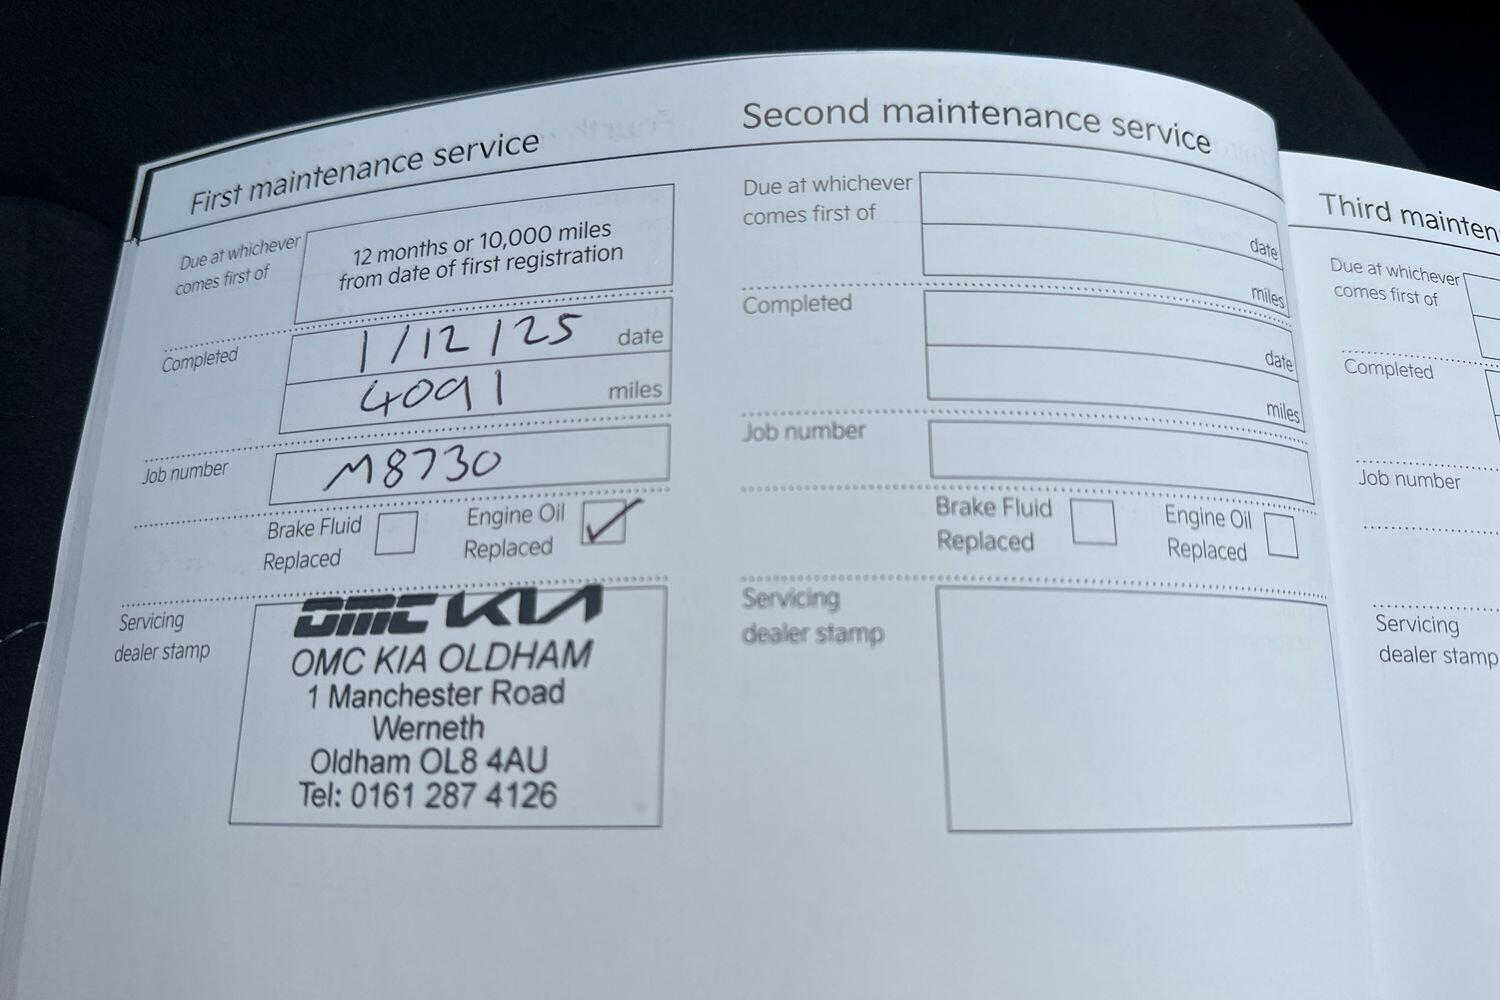 First maintenance service
Due at whichever
comes first of
12 months or 10,000 miles
from date of first registration
Completed
1/12/25 date
4091 miles
Job number
M8730
Brake Fluid
Replaced
Engine Oil
Replaced
Servicing
dealer stamp
OMC KIA
OMC KIA OLDHAM
1 Manchester Road
Werneth
Oldham OL8 4AU
Tel: 0161 287 4126
Second maintenance service
Due at whichever
comes first of
date
miles
Completed
date
miles
Job number
Brake Fluid
Replaced
Engine Oil
Replaced
Servicing
dealer stamp
Third mainten
Due at whichever
comes first of
Completed
Job number
Servicing
dealer stamp